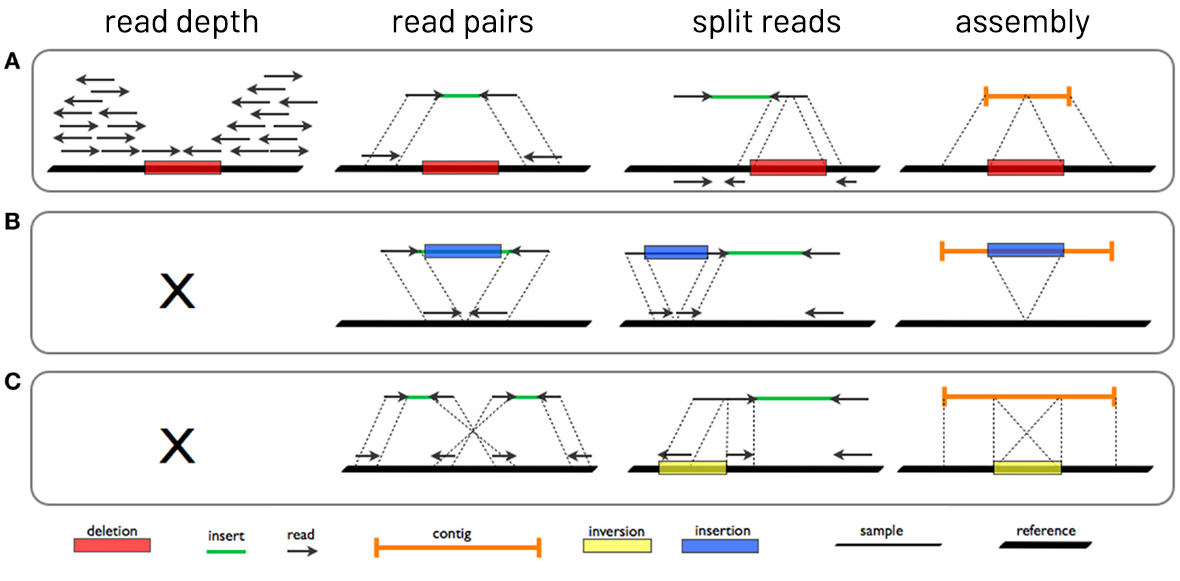 read depth read pairs split reads assembly
A
B
X
C
X
deletion insert read contig inversion insertion sample reference